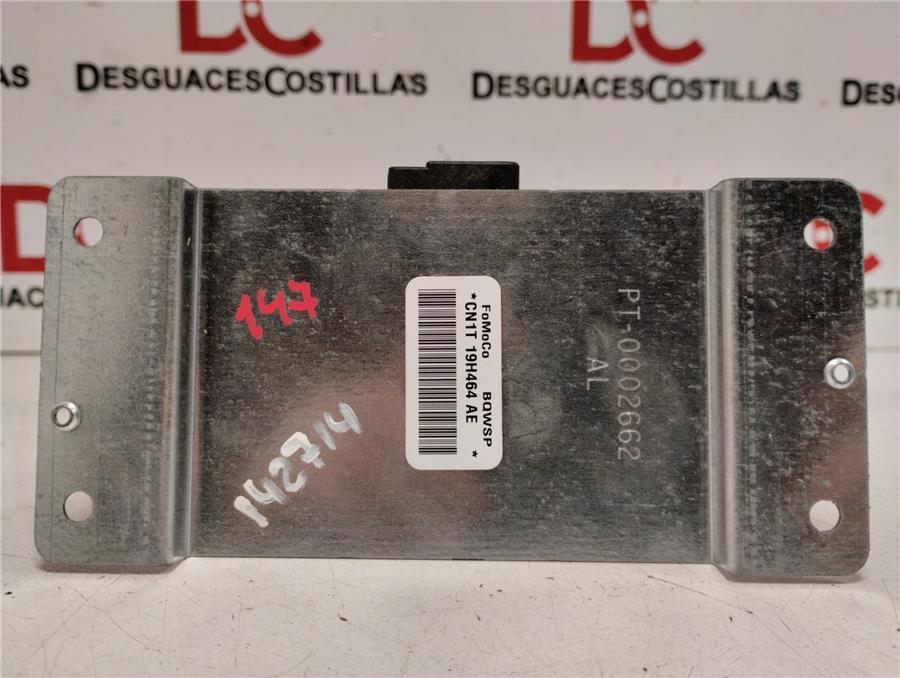 DC
DC
DESGUACESCOSTILLAS
DESGUACESCOSTILLAS
147
142714
FoMoCo BQWSP
*CN1T 19H464 AE *
PT-0002662
AL